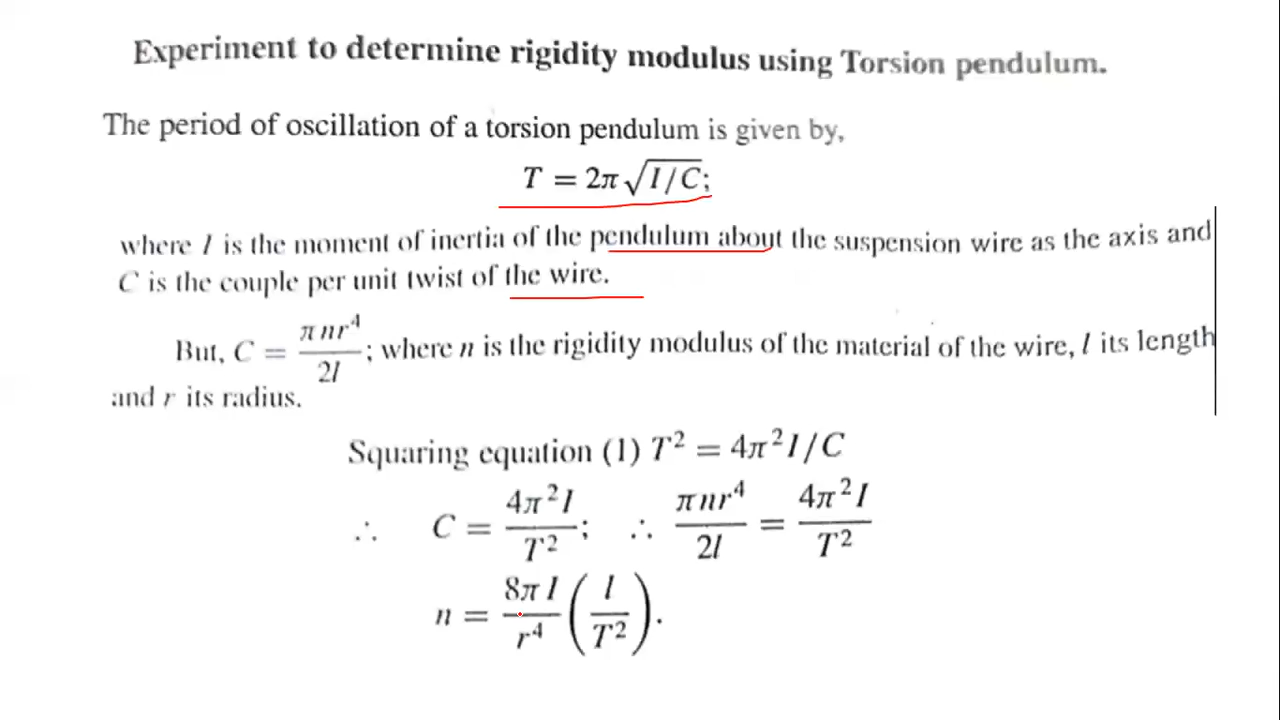 Experiment to determine rigidity modulus using Torsion pendulum.
The period of oscillation of a torsion pendulum is given by,
T = 2π√I/C;
where I is the moment of inertia of the pendulum about the suspension wire as the axis and
C is the couple per unit twist of the wire.
But, C = πnr⁴/2l ; where n is the rigidity modulus of the material of the wire, l its length
and r its radius.
Squaring equation (1) T² = 4π²I/C
∴ C = 4π²I/T² ; ∴ πnr⁴/2l = 4π²I/T²
n = 8πI/r⁴ (l/T²).